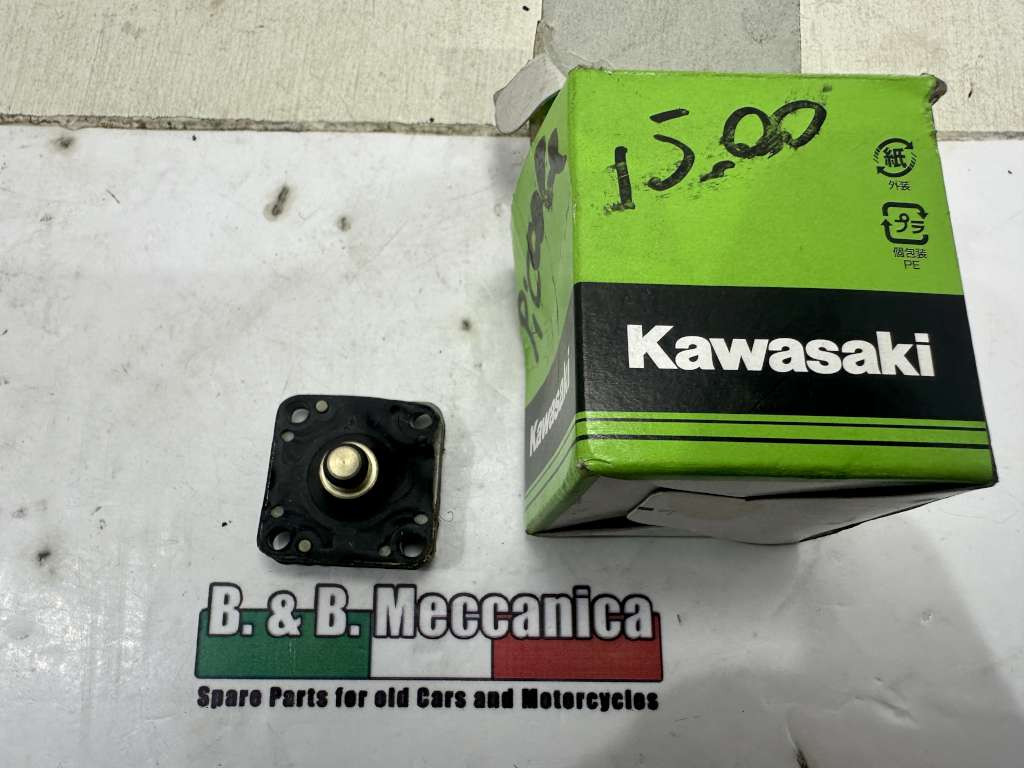 15,00
紙
外装
プラ
個包装
PE
Kawasaki
Kawasaki
B. & B. Meccanica
Spare Parts for old Cars and Motorcycles